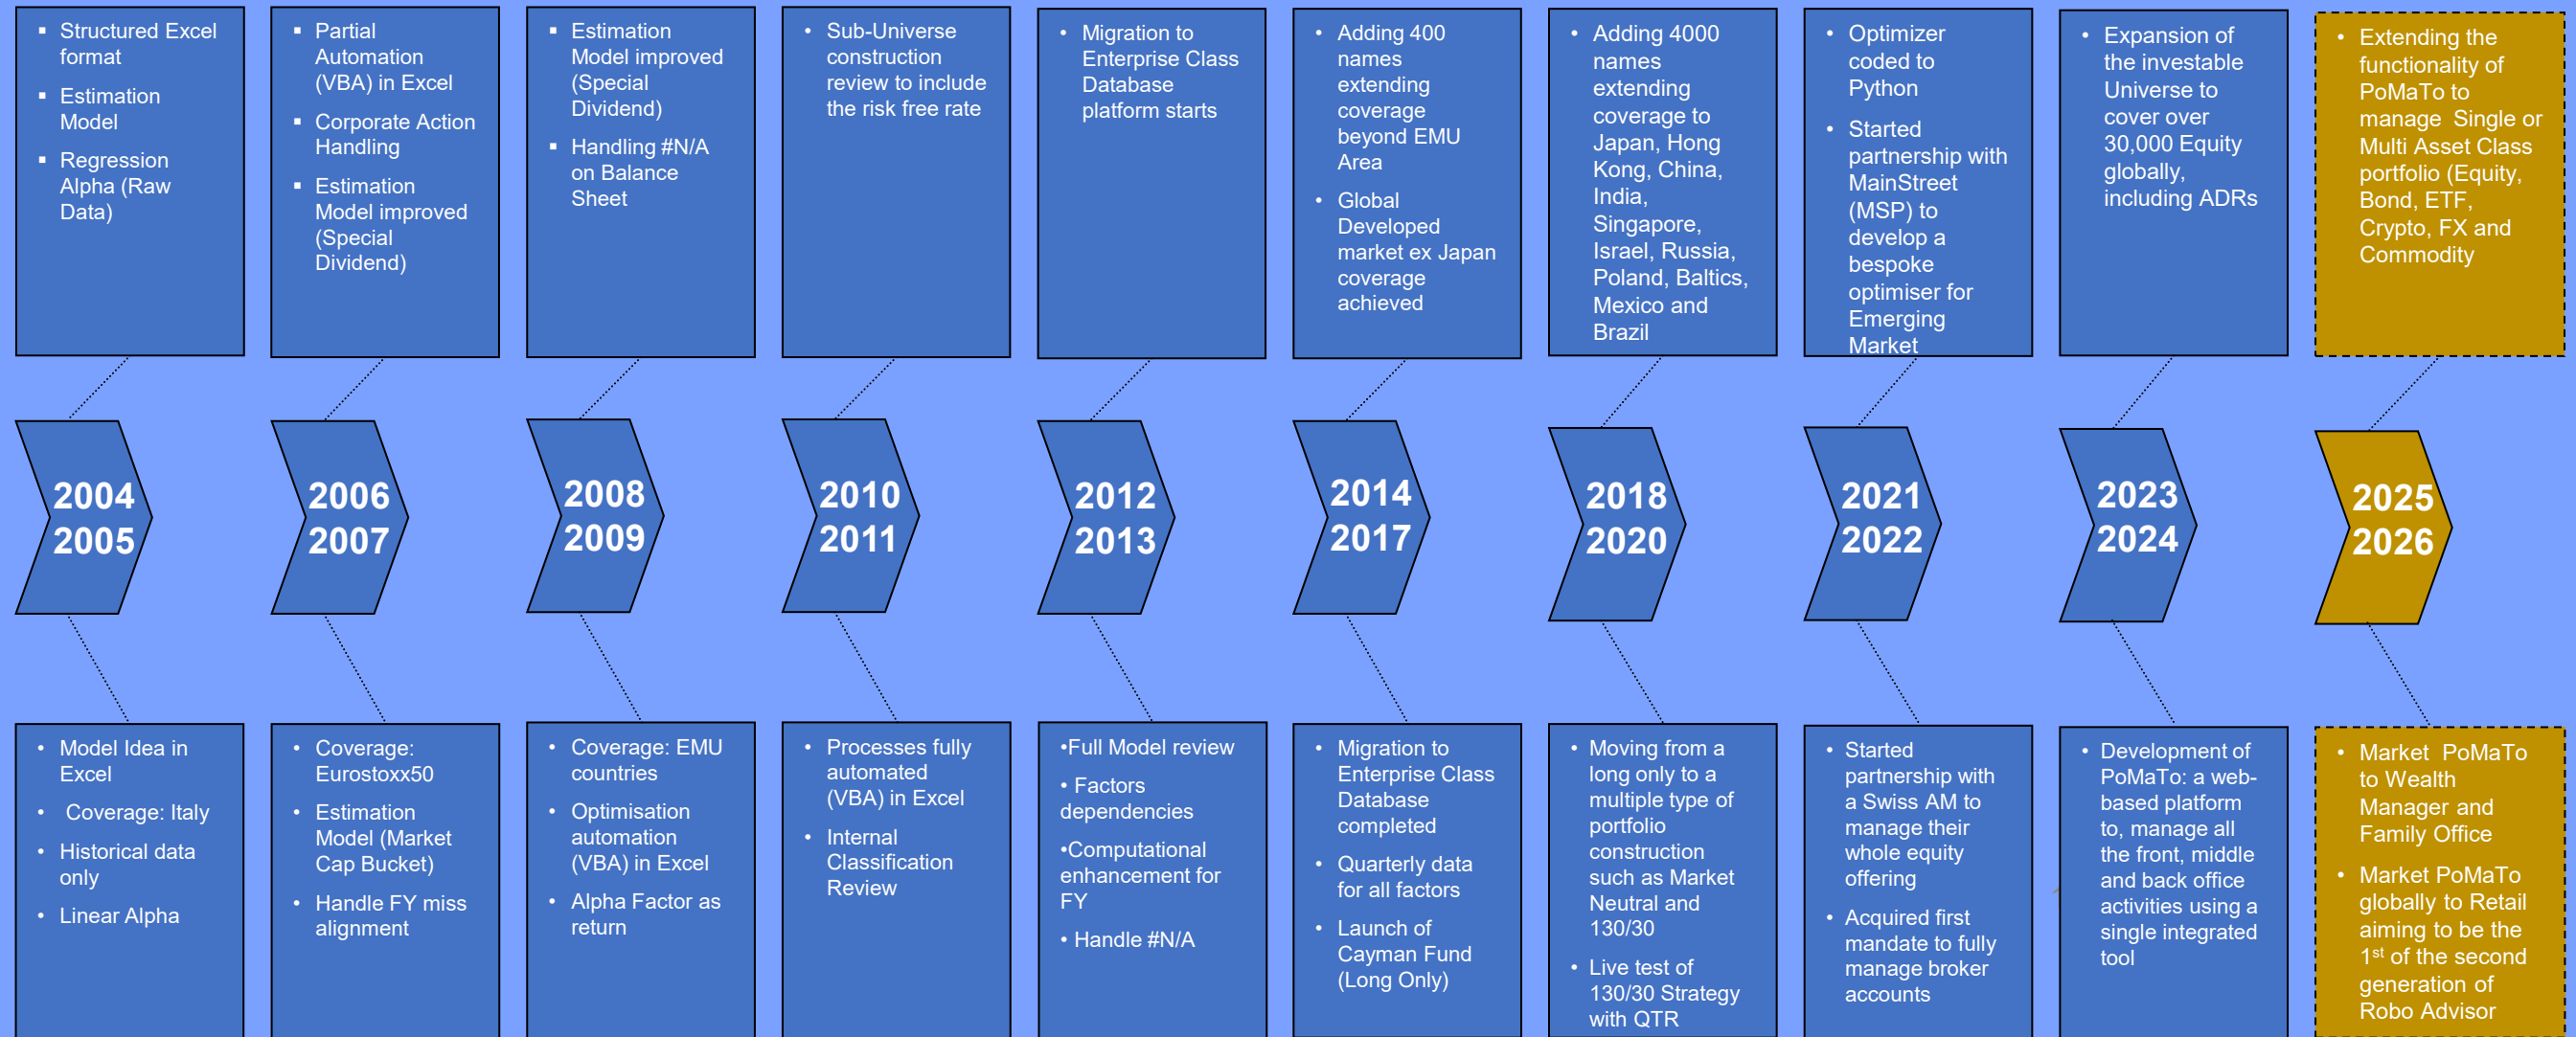 ▪ Structured Excel
format
▪ Estimation
Model
▪ Regression
Alpha (Raw
Data)
▪ Partial
Automation
(VBA) in Excel
▪ Corporate Action
Handling
▪ Estimation
Model improved
(Special
Dividend)
▪ Estimation
Model improved
(Special
Dividend)
▪ Handling #N/A
on Balance
Sheet
• Sub-Universe
construction
review to include
the risk free rate
• Migration to
Enterprise Class
Database
platform starts
• Adding 400
names
extending
coverage
beyond EMU
Area
• Global
Developed
market ex Japan
coverage
achieved
• Adding 4000
names
extending
coverage to
Japan, Hong
Kong, China,
India,
Singapore,
Israel, Russia,
Poland, Baltics,
Mexico and
Brazil
• Optimizer
coded to
Python
• Started
partnership with
MainStreet
(MSP) to
develop a
bespoke
optimiser for
Emerging
Market
• Expansion of
the investable
Universe to
cover over
30,000 Equity
globally,
including ADRs
• Extending the
functionality of
PoMaTo to
manage Single or
Multi Asset Class
portfolio (Equity,
Bond, ETF,
Crypto, FX and
Commodity
2004
2005
2006
2007
2008
2009
2010
2011
2012
2013
2014
2017
2018
2020
2021
2022
2023
2024
2025
2026
• Model Idea in
Excel
• Coverage: Italy
• Historical data
only
• Linear Alpha
• Coverage:
Eurostoxx50
• Estimation
Model (Market
Cap Bucket)
• Handle FY miss
alignment
• Coverage: EMU
countries
• Optimisation
automation
(VBA) in Excel
• Alpha Factor as
return
• Processes fully
automated
(VBA) in Excel
• Internal
Classification
Review
•Full Model review
• Factors
dependencies
•Computational
enhancement for
FY
• Handle #N/A
• Migration to
Enterprise Class
Database
completed
• Quarterly data
for all factors
• Launch of
Cayman Fund
(Long Only)
• Moving from a
long only to a
multiple type of
portfolio
construction
such as Market
Neutral and
130/30
• Live test of
130/30 Strategy
with QTR
• Started
partnership with
a Swiss AM to
manage their
whole equity
offering
• Acquired first
mandate to fully
manage broker
accounts
• Development of
PoMaTo: a web-
based platform
to, manage all
the front, middle
and back office
activities using a
single integrated
tool
• Market PoMaTo
to Wealth
Manager and
Family Office
• Market PoMaTo
globally to Retail
aiming to be the
1st of the second
generation of
Robo Advisor